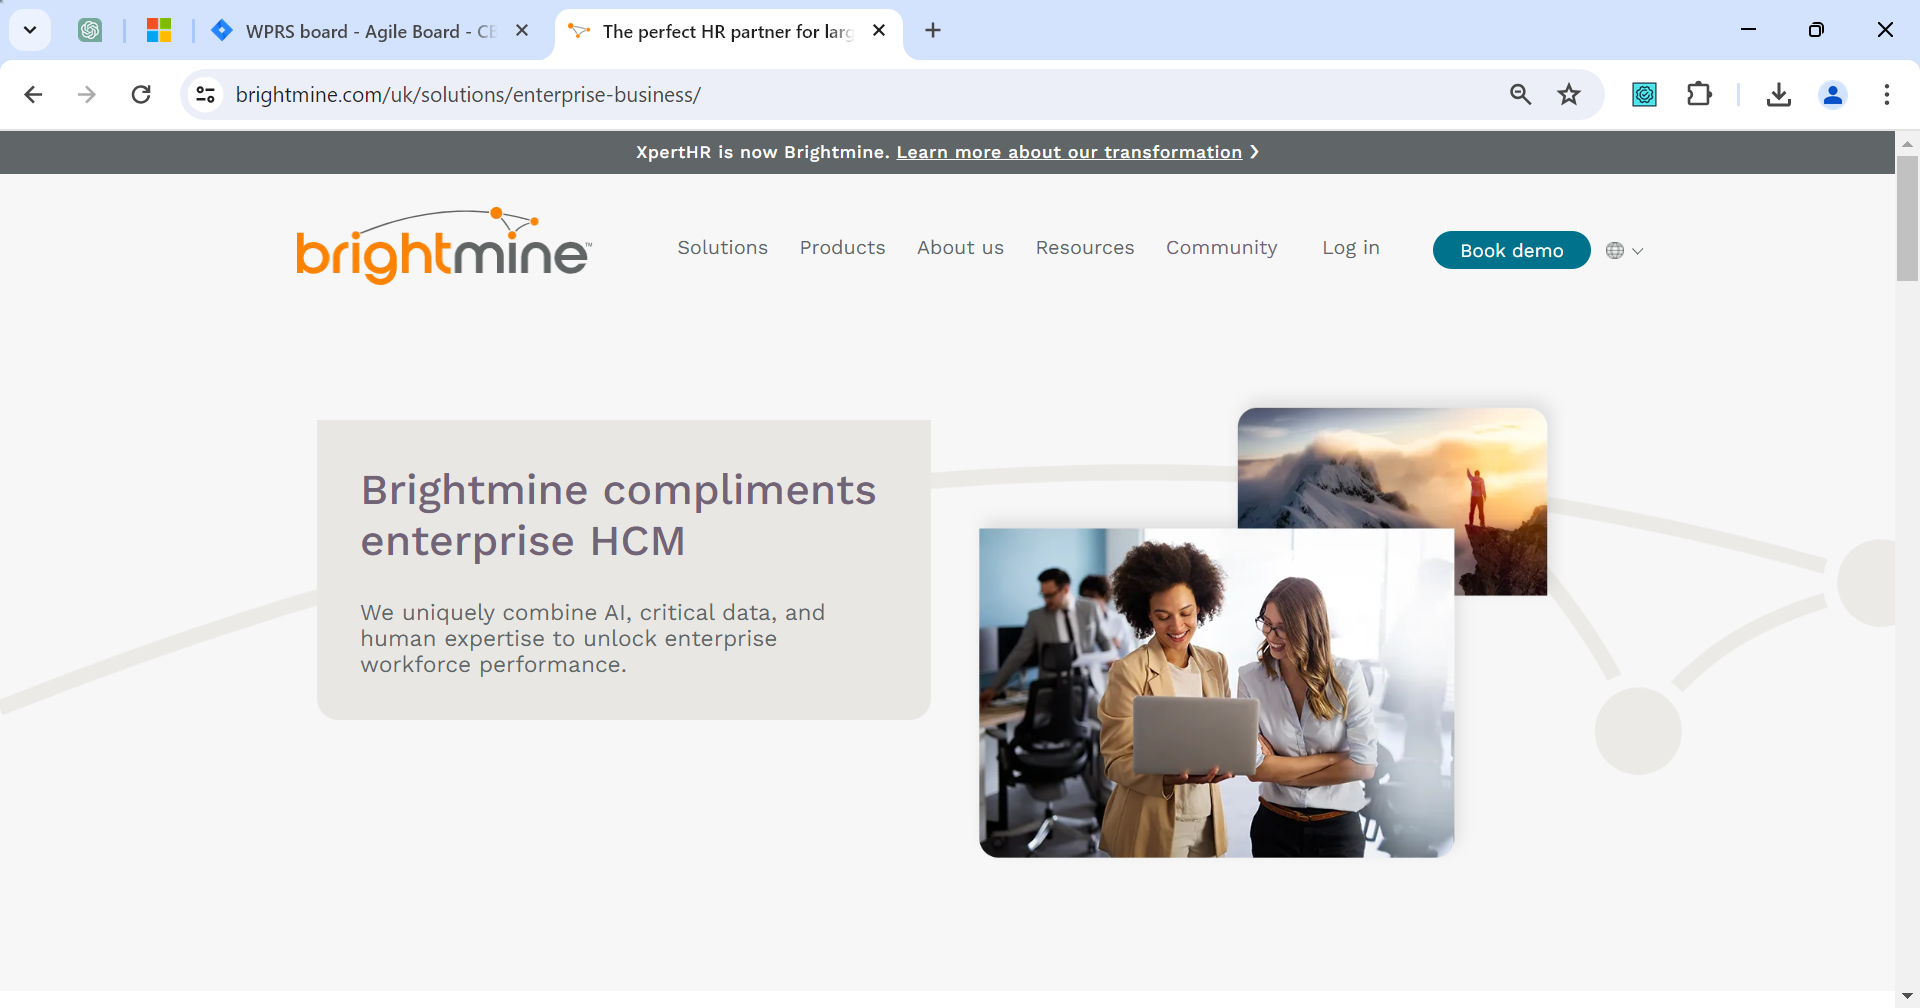 WPRS board - Agile Board - CE
The perfect HR partner for larg
brightmine.com/uk/solutions/enterprise-business/
XpertHR is now Brightmine. Learn more about our transformation ❯
brightmine™
Solutions Products About us Resources Community Log in Book demo
Brightmine compliments
enterprise HCM
We uniquely combine AI, critical data, and
human expertise to unlock enterprise
workforce performance.